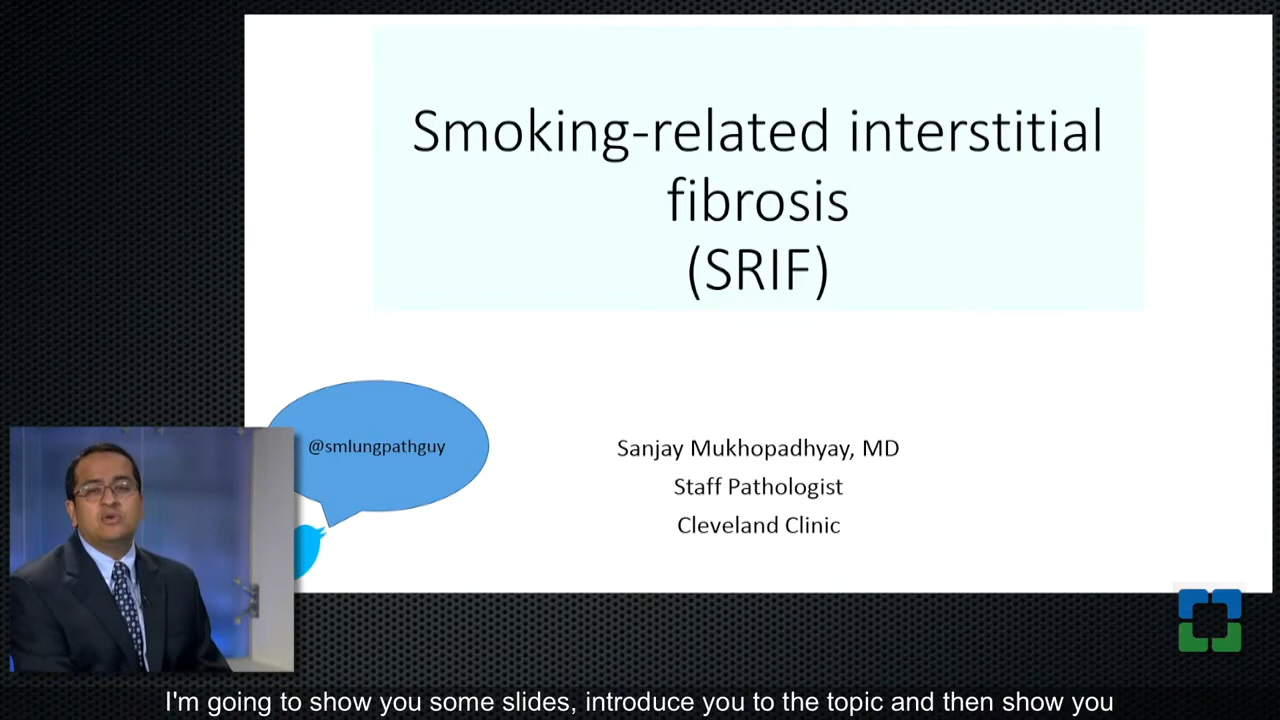 Smoking-related interstitial
fibrosis
(SRIF)
@smlungpathguy
Sanjay Mukhopadhyay, MD
Staff Pathologist
Cleveland Clinic
I'm going to show you some slides, introduce you to the topic and then show you